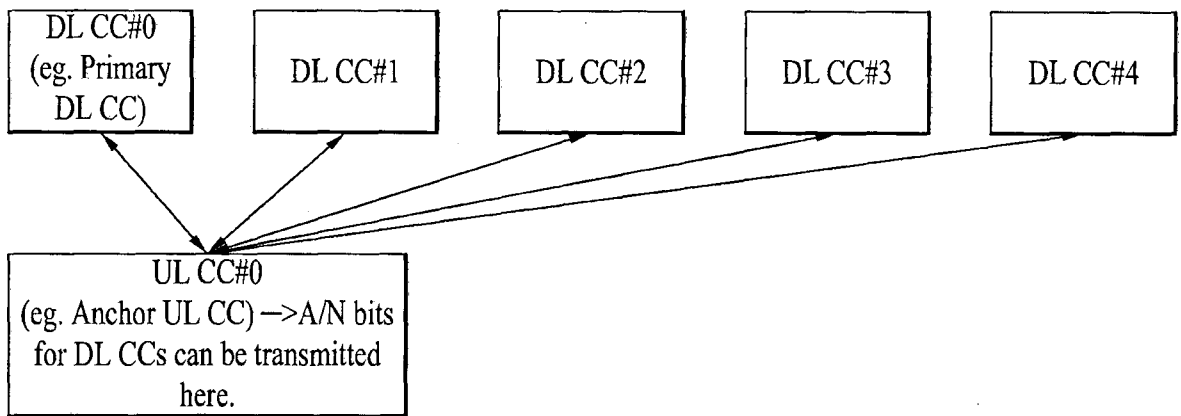 DL CC#0
(eg. Primary
DL CC)
DL CC#1
DL CC#2
DL CC#3
DL CC#4
UL CC#0
(eg. Anchor UL CC) —>A/N bits
for DL CCs can be transmitted
here.